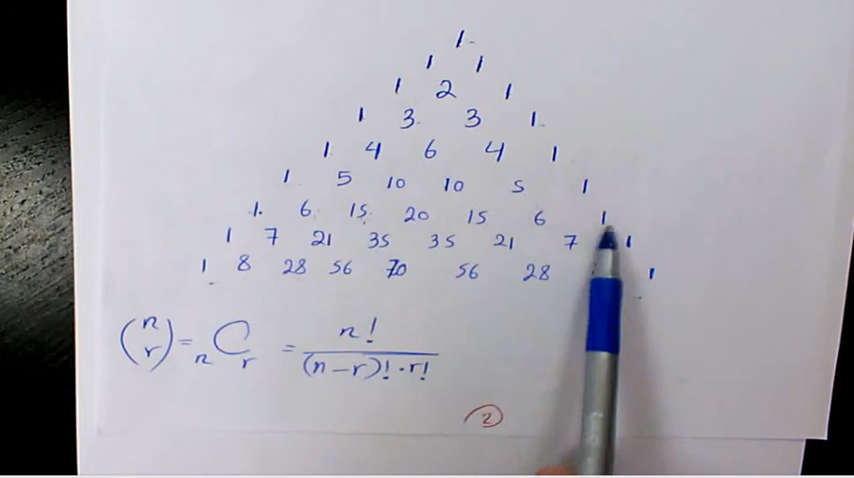 1
1 1
1 2 1
1 3 3 1
1 4 6 4 1
1 5 10 10 5 1
1 6 15 20 15 6 1
1 7 21 35 35 21 7 1
1 8 28 56 70 56 28 1
(n r) = nCr = n! / (n-r)! · r!
2